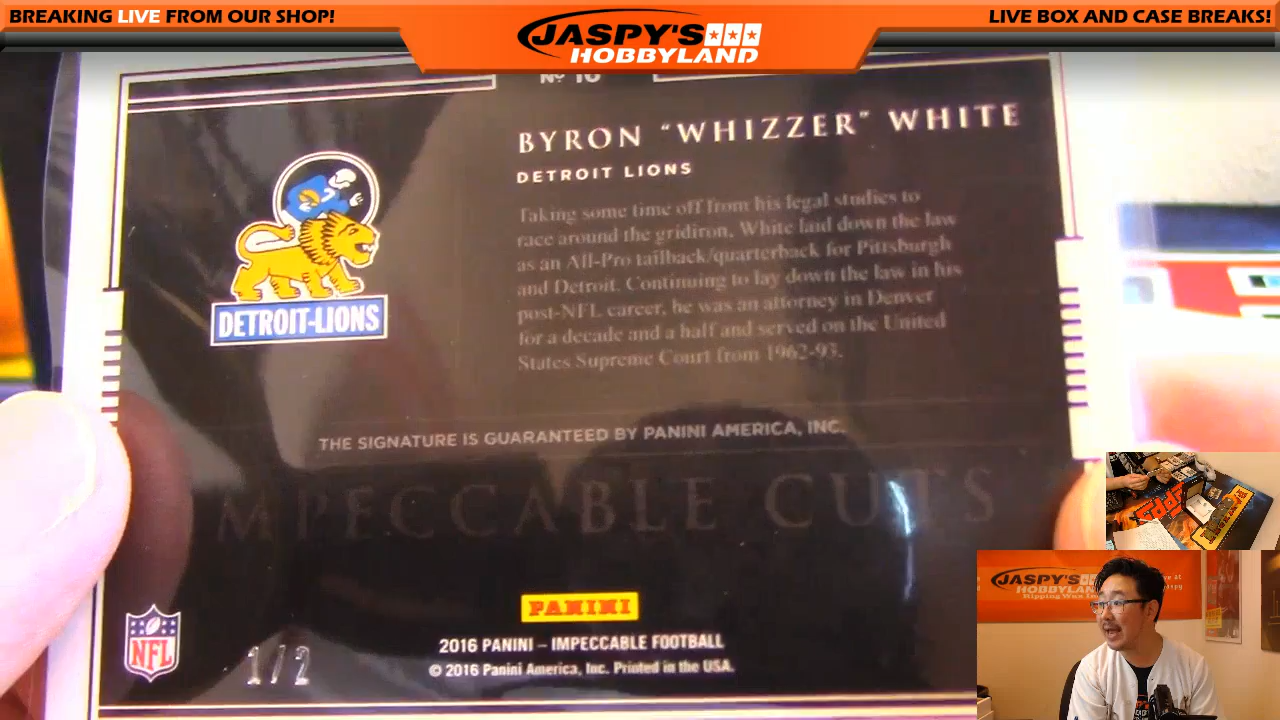 BREAKING LIVE FROM OUR SHOP!
JASPY'S
HOBBYLAND
LIVE BOX AND CASE BREAKS!
Nº 10
BYRON "WHIZZER" WHITE
DETROIT LIONS
Taking some time off from his legal studies to
race around the gridiron, White laid down the law
as an All-Pro tailback/quarterback for Pittsburgh
and Detroit. Continuing to lay down the law in his
post-NFL career, he was an attorney in Denver
for a decade and a half and served on the United
States Supreme Court from 1962-93.
DETROIT-LIONS
THE SIGNATURE IS GUARANTEED BY PANINI AMERICA, INC.
MPECCABLE CUTS
PANINI
NFL
1/2
2016 PANINI – IMPECCABLE FOOTBALL
© 2016 Panini America, Inc. Printed in the USA.
JASPY'S
HOBBYLAND